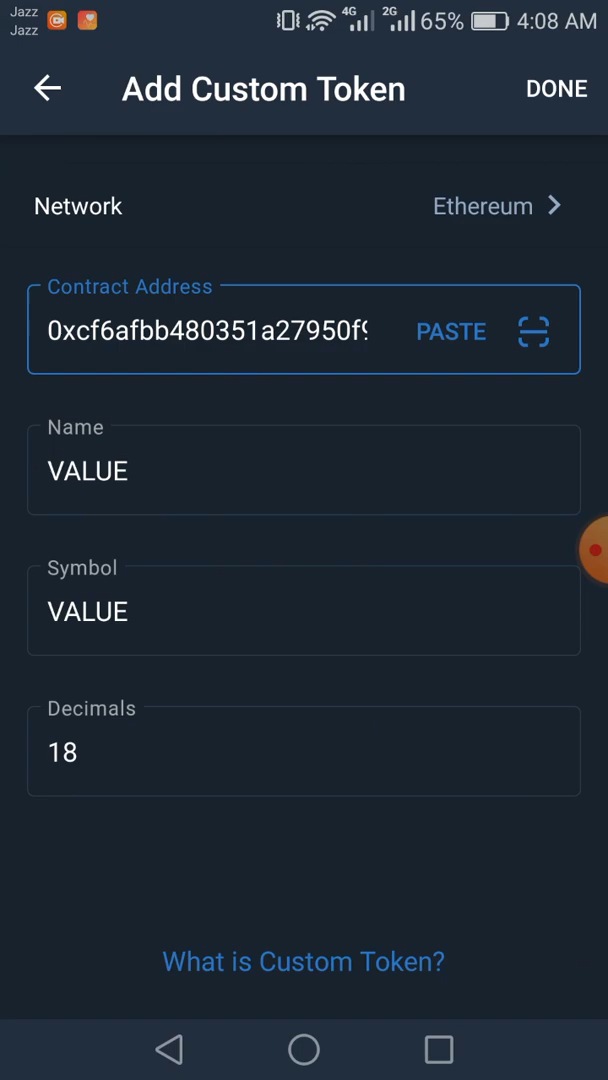 Jazz
Jazz
4G 2G 65% 4:08 AM
Add Custom Token DONE
Network Ethereum
Contract Address
0xcf6afbb480351a27950f9 PASTE
Name
VALUE
Symbol
VALUE
Decimals
18
What is Custom Token?